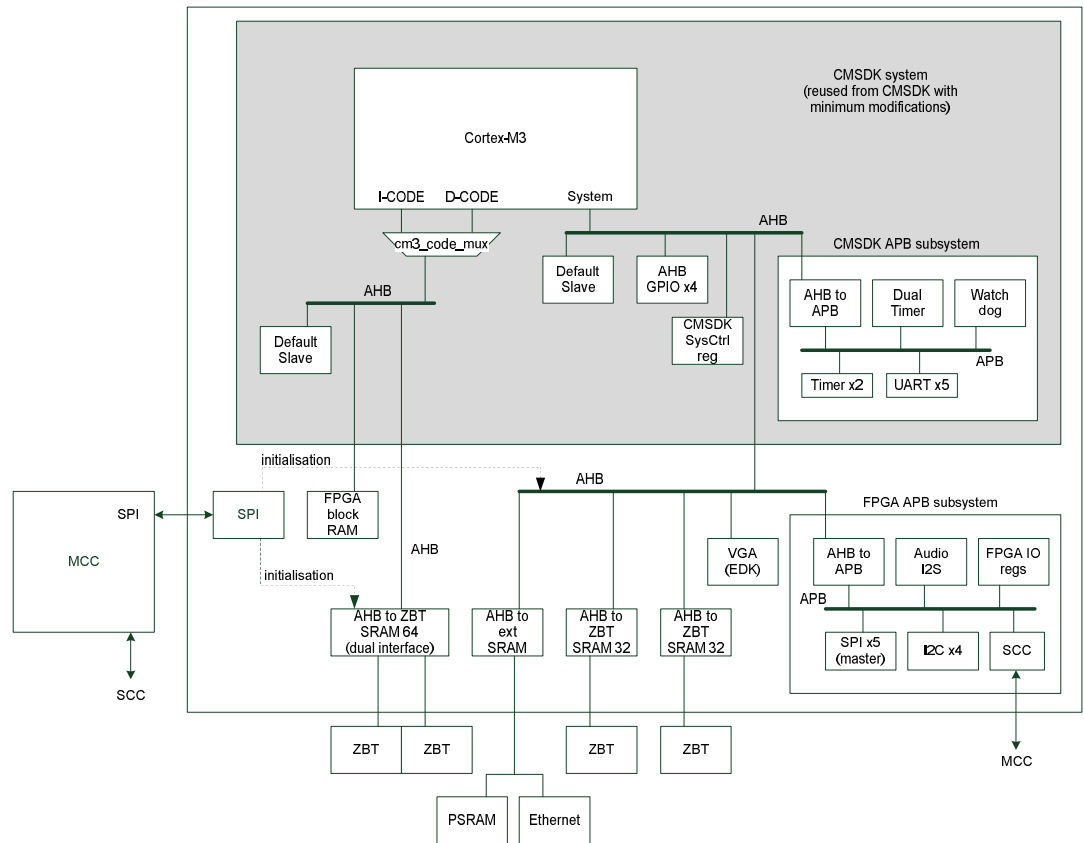 CMSDK system
(reused from CMSDK with
minimum modifications)
Cortex-M3
I-CODE
D-CODE
System
cm3_code_mux
AHB
AHB
CMSDK APB subsystem
Default
Slave
AHB
GPIO x4
CMSDK
SysCtrl
reg
AHB to
APB
Dual
Timer
Watch
dog
APB
Timer x2
UART x5
Default
Slave
initialisation
AHB
MCC
SPI
SPI
FPGA
block
RAM
AHB
initialisation
FPGA APB subsystem
VGA
(EDK)
AHB to
APB
Audio
I2S
FPGA IO
regs
APB
SPI x5
(master)
I2C x4
SCC
AHB to ZBT
SRAM 64
(dual interface)
AHB to
ext
SRAM
AHB to
ZBT
SRAM 32
AHB to
ZBT
SRAM 32
SCC
ZBT
ZBT
ZBT
ZBT
MCC
PSRAM
Ethernet